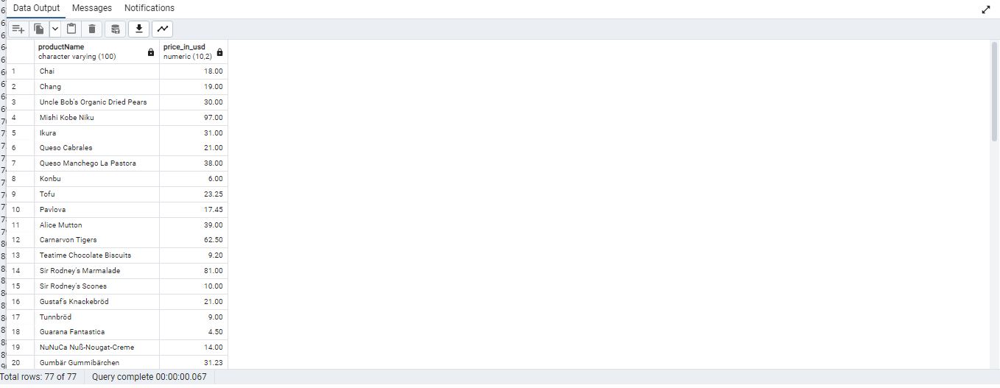 Data Output Messages Notifications
productName price_in_usd
character varying (100) numeric (10,2)
1 Chai 18.00
2 Chang 19.00
3 Uncle Bob's Organic Dried Pears 30.00
4 Mishi Kobe Niku 97.00
5 Ikura 31.00
6 Queso Cabrales 21.00
7 Queso Manchego La Pastora 38.00
8 Konbu 6.00
9 Tofu 23.25
10 Pavlova 17.45
11 Alice Mutton 39.00
12 Carnarvon Tigers 62.50
13 Teatime Chocolate Biscuits 9.20
14 Sir Rodney's Marmalade 81.00
15 Sir Rodney's Scones 10.00
16 Gustaf's Knackebröd 21.00
17 Tunnbröd 9.00
18 Guarana Fantastica 4.50
19 NuNuCa Nuß-Nougat-Creme 14.00
20 Gumbär Gummibärchen 31.23
Total rows: 77 of 77 Query complete 00:00:00.067